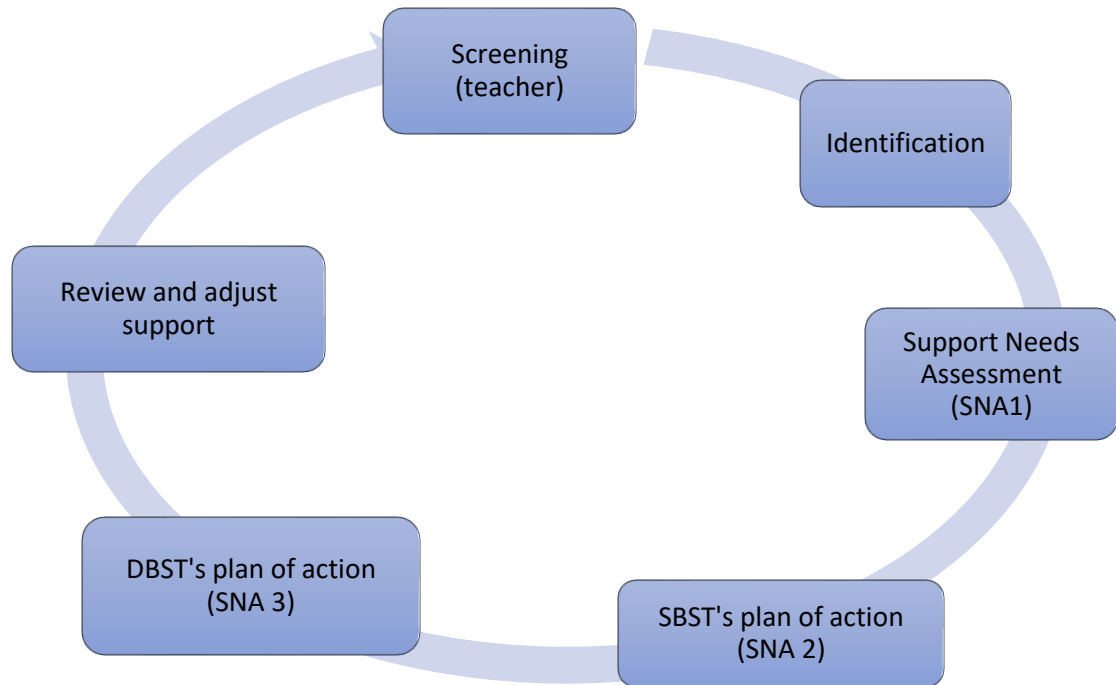 Screening
(teacher)
Identification
Support Needs
Assessment
(SNA1)
SBST's plan of action
(SNA 2)
DBST's plan of action
(SNA 3)
Review and adjust
support